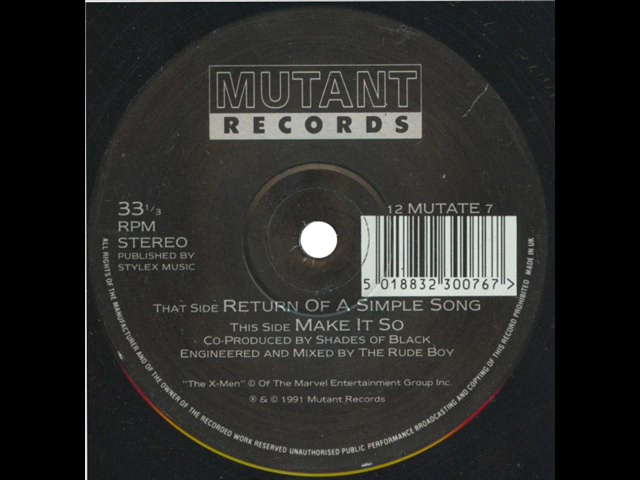 MUTANT
RECORDS
33 1/3
RPM
STEREO
PUBLISHED BY
STYLEX MUSIC
12 MUTATE 7
5 018832 300767 >
THAT SIDE RETURN OF A SIMPLE SONG
THIS SIDE MAKE IT SO
CO-PRODUCED BY SHADES OF BLACK
ENGINEERED AND MIXED BY THE RUDE BOY
"The X-Men" © Of The Marvel Entertainment Group Inc.
℗ & © 1991 Mutant Records
ALL RIGHTS OF THE MANUFACTURER AND OF THE OWNER OF THE RECORDED WORK RESERVED UNAUTHORISED PUBLIC PERFORMANCE BROADCASTING AND COPYING OF THIS RECORD PROHIBITED MADE IN UK